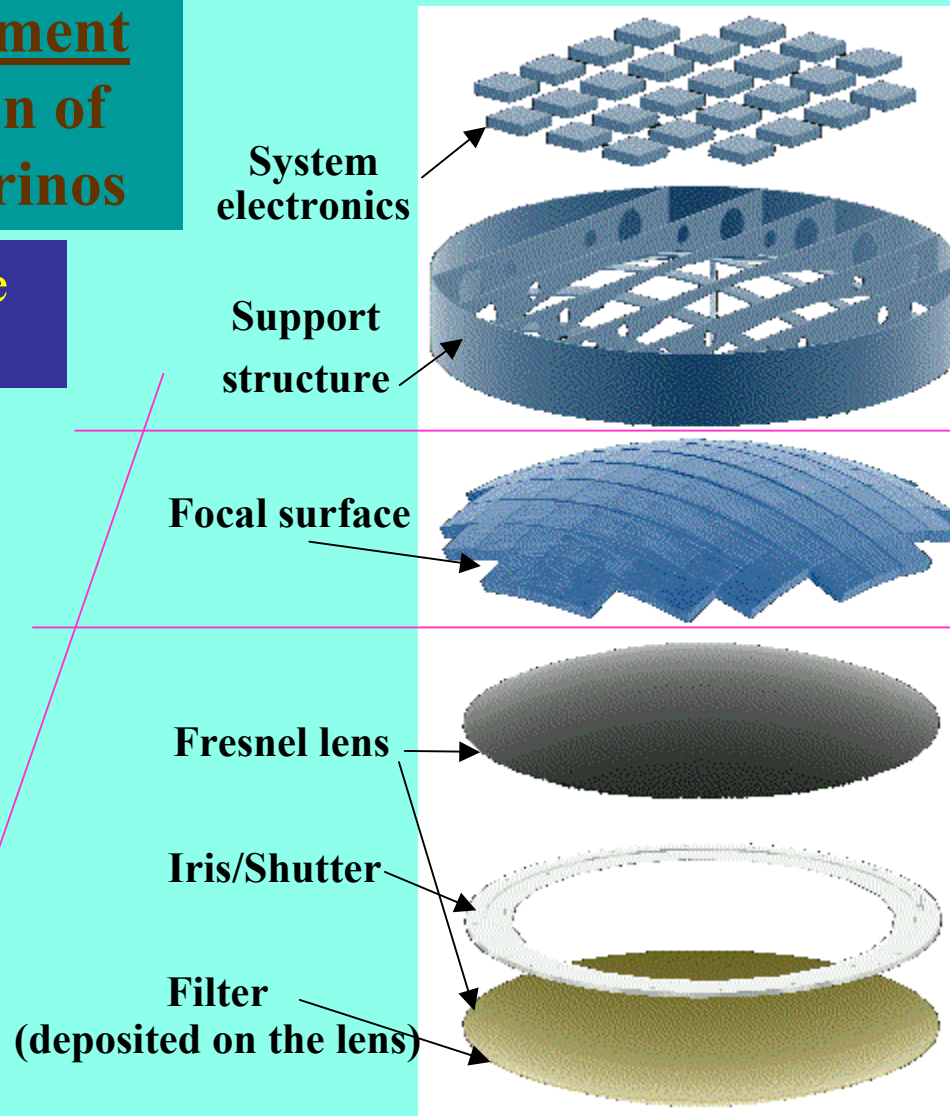 ment
n of
rinos
e
System
electronics
Support
structure
Focal surface
Fresnel lens
Iris/Shutter
Filter
(deposited on the lens)